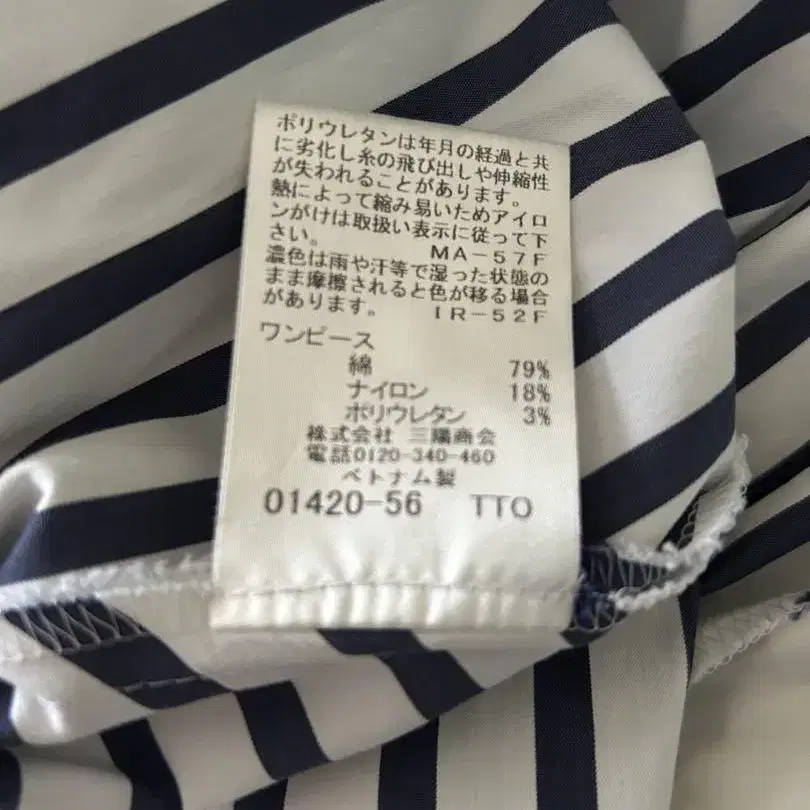 ポリウレタンは年月の経過と共
に劣化し糸の飛び出しや伸縮性
が失われることがあります。
熱によって縮み易いためアイロ
ンがけは取扱い表示に従って下
さい。 MA-57F
濃色は雨や汗等で湿った状態の
まま摩擦されると色が移る場合
があります。 IR-52F
ワンピース
綿 79%
ナイロン 18%
ポリウレタン 3%
株式会社 三陽商会
電話0120-340-460
ベトナム製
01420-56 TTO